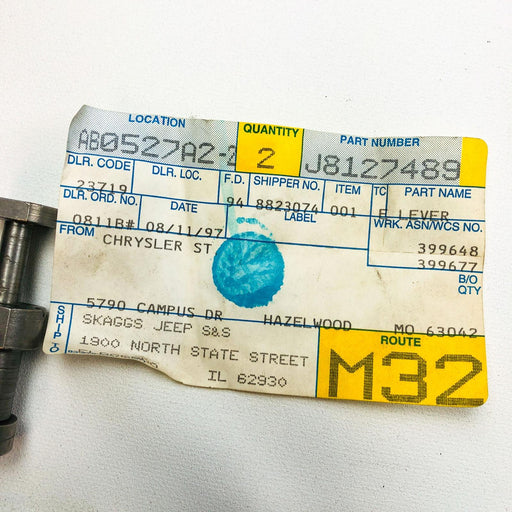 LOCATION QUANTITY PART NUMBER
AB0527A2-2 2 J8127489
DLR. CODE DLR. LOC. F.D. SHIPPER NO. ITEM TC PART NAME
23719 94 8823074 001 F LEVER
DLR. ORD. NO. DATE LABEL WRK. ASN/WCS NO.
0811B# 08/11/97 399648
FROM CHRYSLER ST 399677
B/O QTY
5790 CAMPUS DR HAZELWOOD MO 63042
SHIP TO SKAGGS JEEP S&S ROUTE
1900 NORTH STATE STREET M32
IL 62930